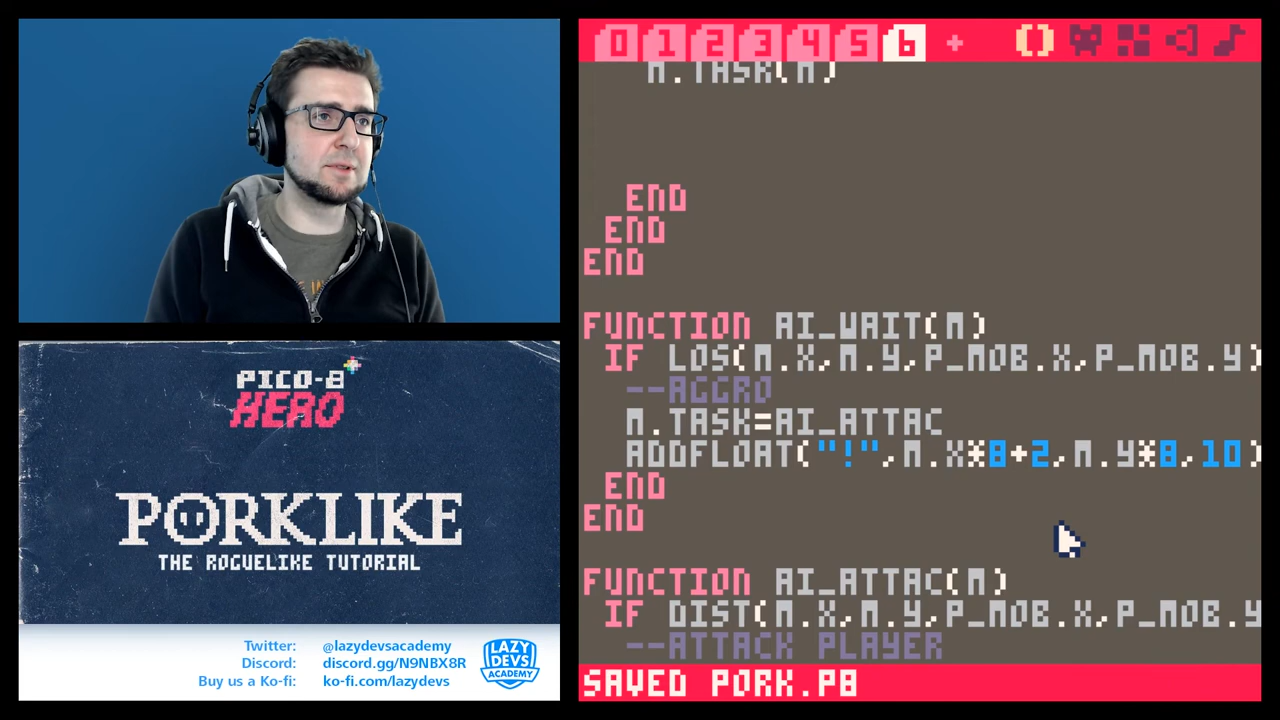 PICO-8
HERO
PORKLIKE
THE ROGUELIKE TUTORIAL
Twitter: @lazydevsacademy
Discord: discord.gg/N9NBX8R
Buy us a Ko-fi: ko-fi.com/lazydevs
LAZY
DEVS
ACADEMY
0 1 2 3 4 5 6 +
M.TASK(M)
END
END
END
FUNCTION AI_WAIT(M)
IF LOS(M.X,M.Y,P_MOB.X,P_MOB.Y)
--AGGRO
M.TASK=AI_ATTAC
ADDFLOAT("!",M.X*8+2,M.Y*8,10)
END
END
FUNCTION AI_ATTAC(M)
IF DIST(M.X,M.Y,P_MOB.X,P_MOB.Y
--ATTACK PLAYER
SAVED PORK.P8